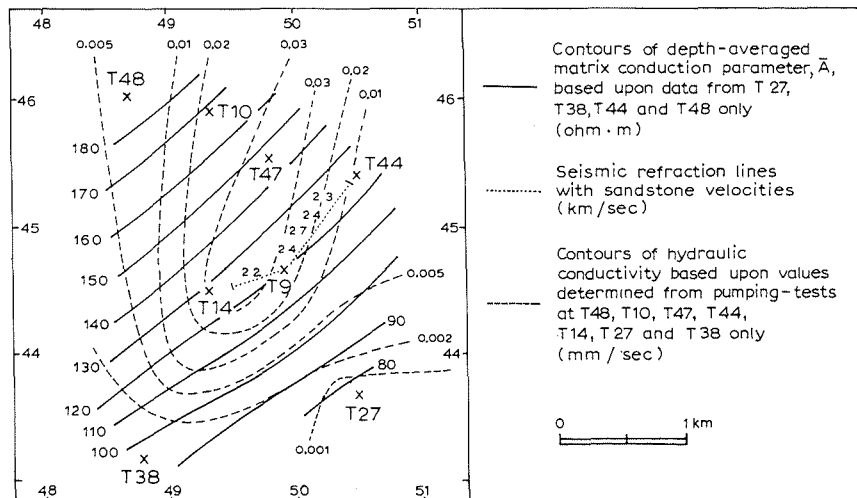 48 49 50 51
0.005 0.01 0.02 0.03
0.03 0.02 0.01
T48
T10
46 46
T47
T44
180
170
2 3
2 4
2 7
2 4
45 45
160
150
2 2
T9
T14
140
0.005
130
90
0.002
44 44
80
120
110
100
T27
0.001
T38
48 49 50 51
Contours of depth-averaged
matrix conduction parameter, Ā,
based upon data from T 27,
T38, T44 and T48 only
(ohm · m)
Seismic refraction lines
with sandstone velocities
(km/sec)
Contours of hydraulic
conductivity based upon values
determined from pumping-tests
at T48, T10, T47, T44,
T14, T27 and T38 only
(mm / sec)
0 1 km